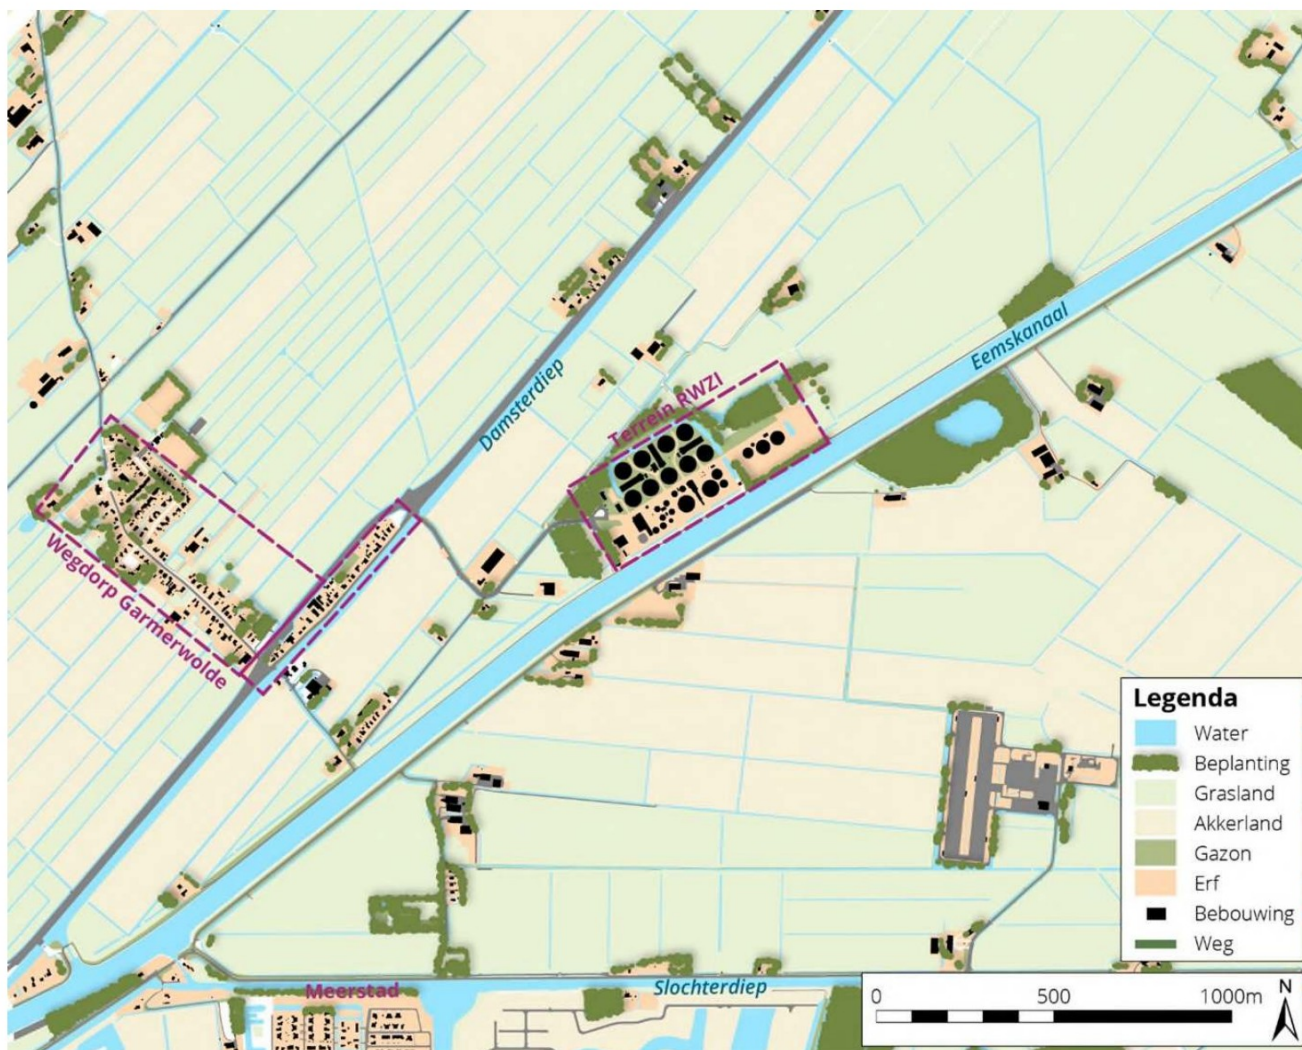 Damsterdiep
Eemskanaal
Terrein RWZI
Wegdorp Garmerwolde
Meerstad
Slochterdiep
Legenda
Water
Beplanting
Grasland
Akkerland
Gazon
Erf
Bebouwing
Weg
0 500 1000m
N